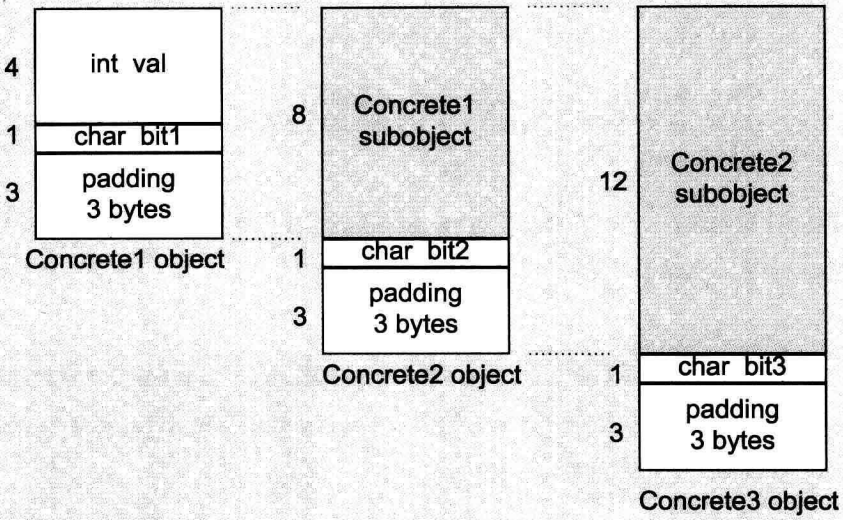 4
int val
1
char bit1
3
padding
3 bytes
Concrete1 object
8
Concrete1
subobject
1
char bit2
3
padding
3 bytes
Concrete2 object
12
Concrete2
subobject
1
char bit3
3
padding
3 bytes
Concrete3 object